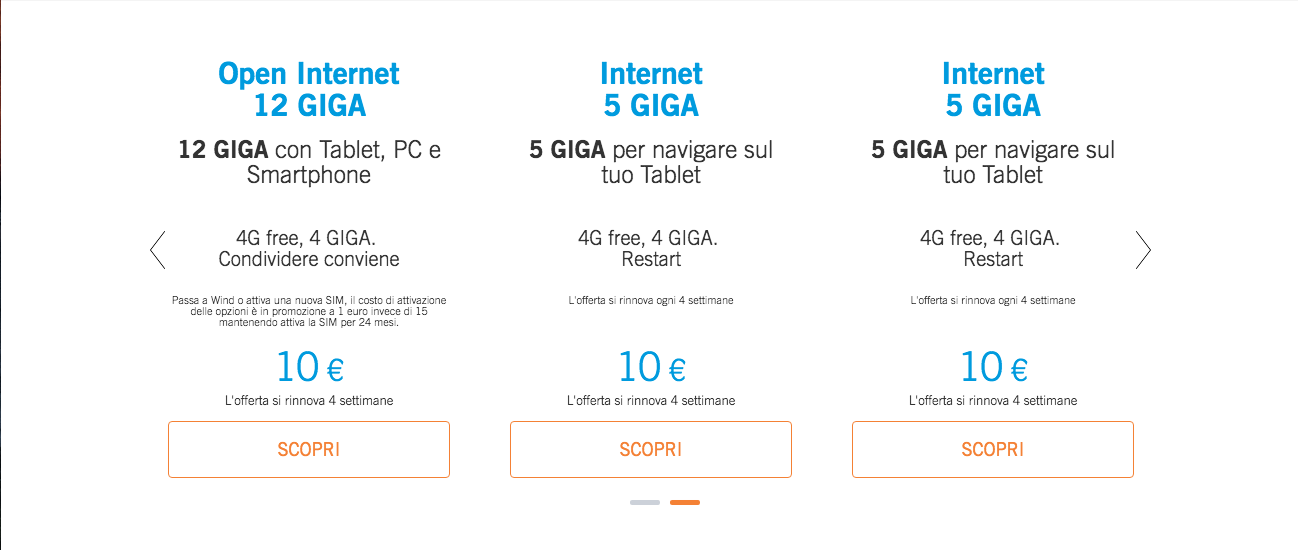 Open Internet
12 GIGA
12 GIGA con Tablet, PC e
Smartphone
4G free, 4 GIGA.
Condividere conviene
Passa a Wind o attiva una nuova SIM, il costo di attivazione
delle opzioni è in promozione a 1 euro invece di 15
mantenendo attiva la SIM per 24 mesi.
10 €
L'offerta si rinnova 4 settimane
SCOPRI
Internet
5 GIGA
5 GIGA per navigare sul
tuo Tablet
4G free, 4 GIGA.
Restart
L'offerta si rinnova ogni 4 settimane
10 €
L'offerta si rinnova 4 settimane
SCOPRI
Internet
5 GIGA
5 GIGA per navigare sul
tuo Tablet
4G free, 4 GIGA.
Restart
L'offerta si rinnova ogni 4 settimane
10 €
L'offerta si rinnova 4 settimane
SCOPRI